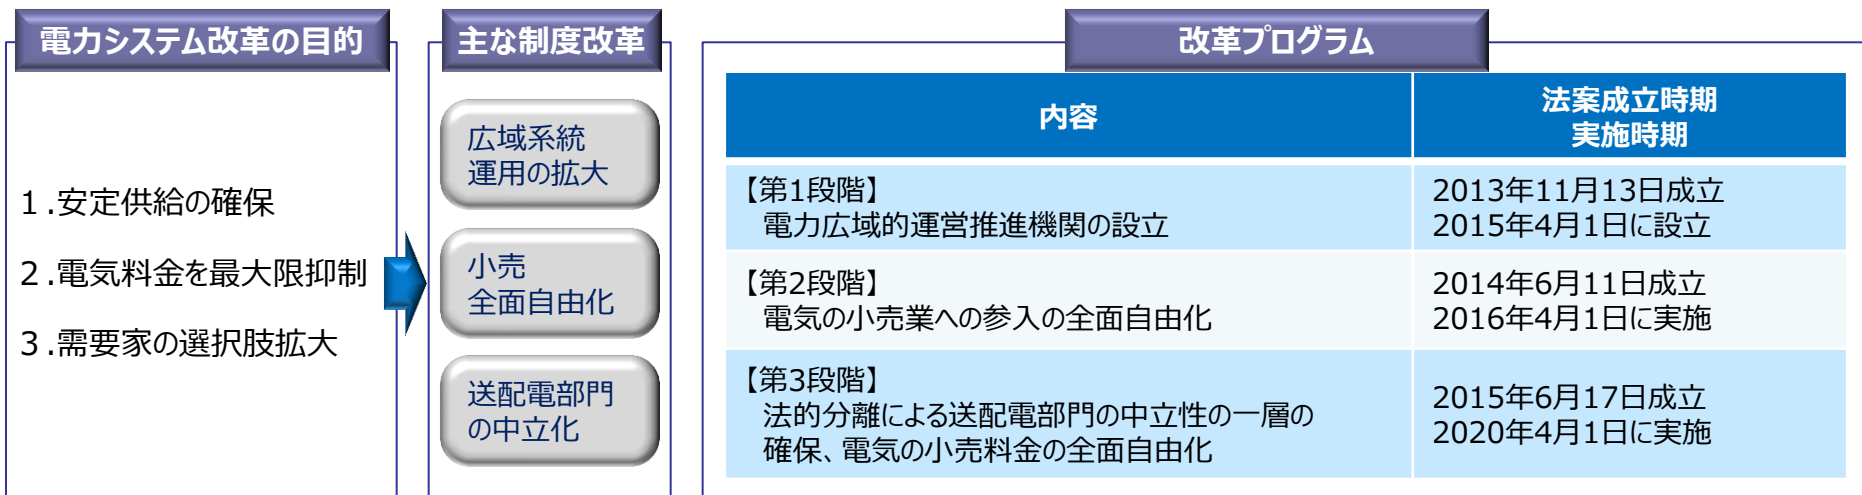 電力システム改革の目的
1.安定供給の確保
2.電気料金を最大限抑制
3.需要家の選択肢拡大
主な制度改革
広域系統
運用の拡大
小売
全面自由化
送配電部門
の中立化
改革プログラム
内容
法案成立時期
実施時期
【第1段階】
電力広域的運営推進機関の設立
2013年11月13日成立
2015年4月1日に設立
【第2段階】
電気の小売業への参入の全面自由化
2014年6月11日成立
2016年4月1日に実施
【第3段階】
法的分離による送配電部門の中立性の一層の
確保、電気の小売料金の全面自由化
2015年6月17日成立
2020年4月1日に実施